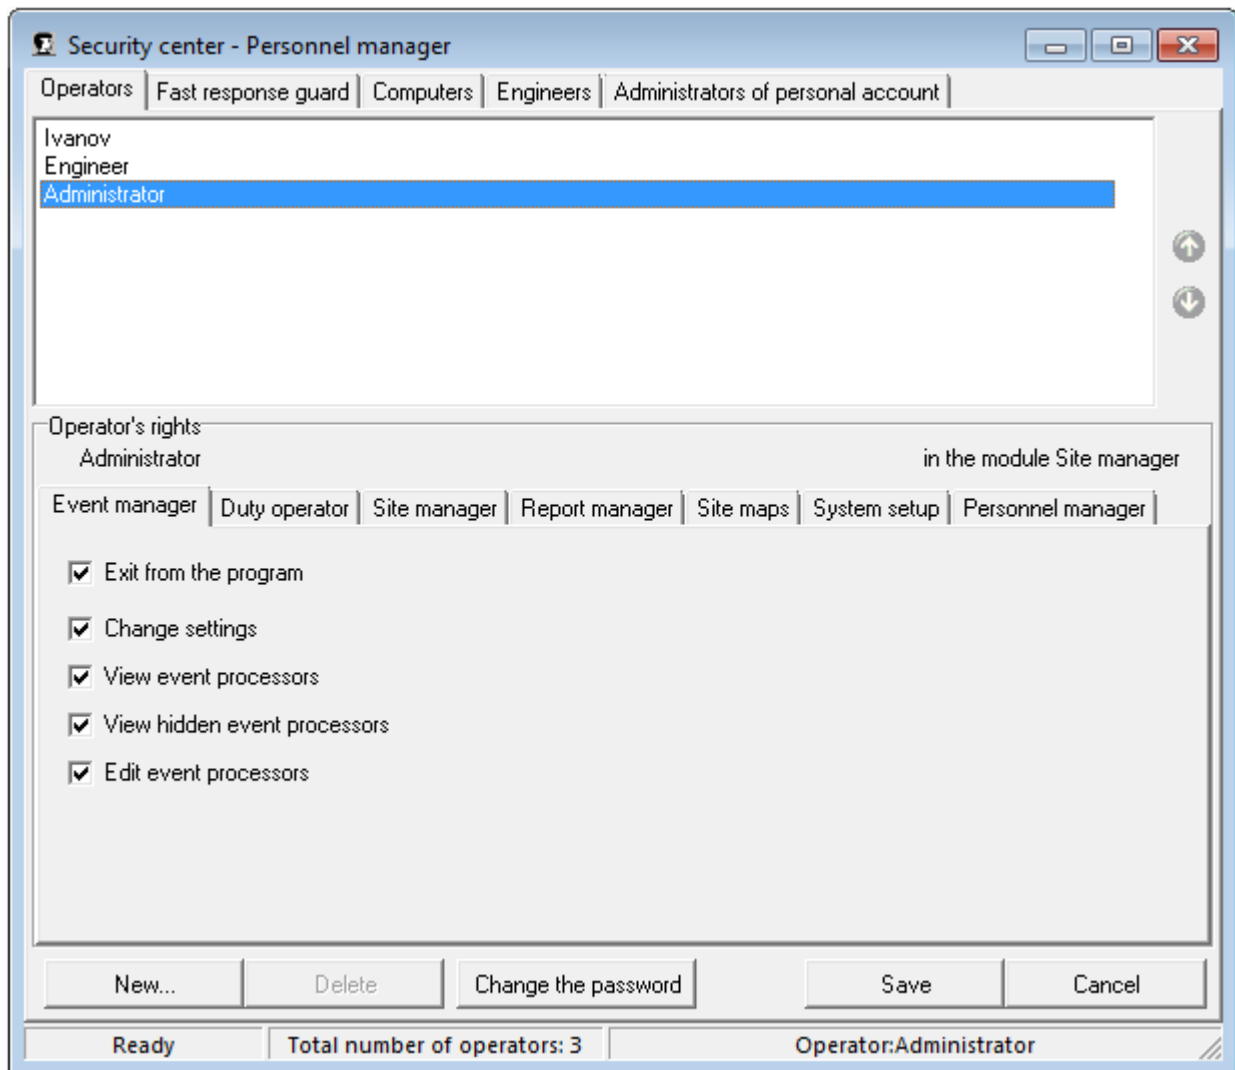 Security center - Personnel manager
Operators Fast response guard Computers Engineers Administrators of personal account
Ivanov
Engineer
Administrator
Operator's rights
Administrator in the module Site manager
Event manager Duty operator Site manager Report manager Site maps System setup Personnel manager
Exit from the program
Change settings
View event processors
View hidden event processors
Edit event processors
New... Delete Change the password Save Cancel
Ready Total number of operators: 3 Operator:Administrator